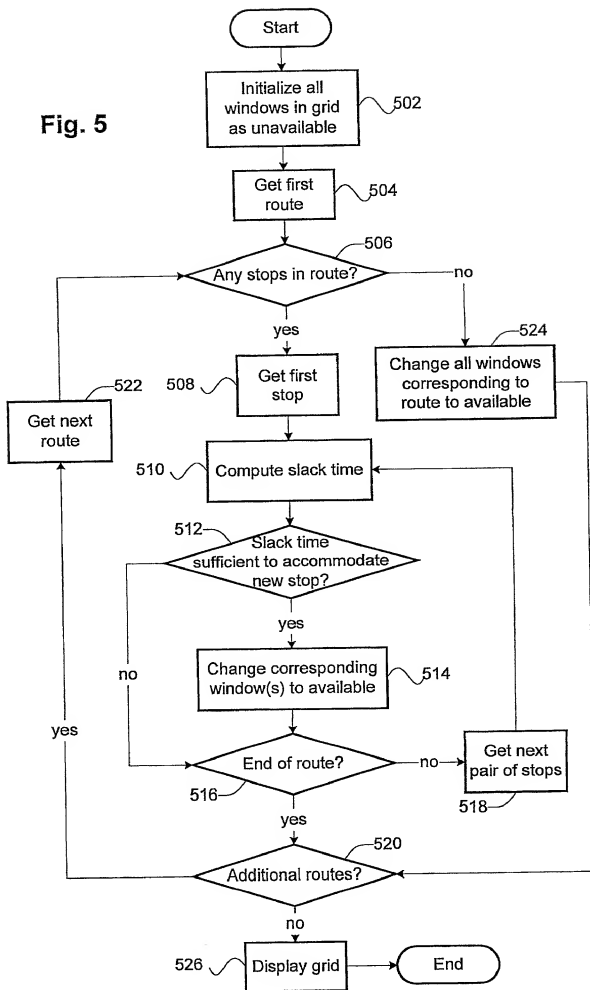 Start
Initialize all
windows in grid
as unavailable
502
Fig. 5
Get first
route
504
506
Any stops in route?
no
yes
524
Change all windows
corresponding to
route to available
522
Get next
route
508
Get first
stop
510
Compute slack time
512
Slack time
sufficient to accommodate
new stop?
yes
no
Change corresponding
window(s) to available
514
yes
End of route?
516
no
Get next
pair of stops
518
yes
520
Additional routes?
no
526
Display grid
End